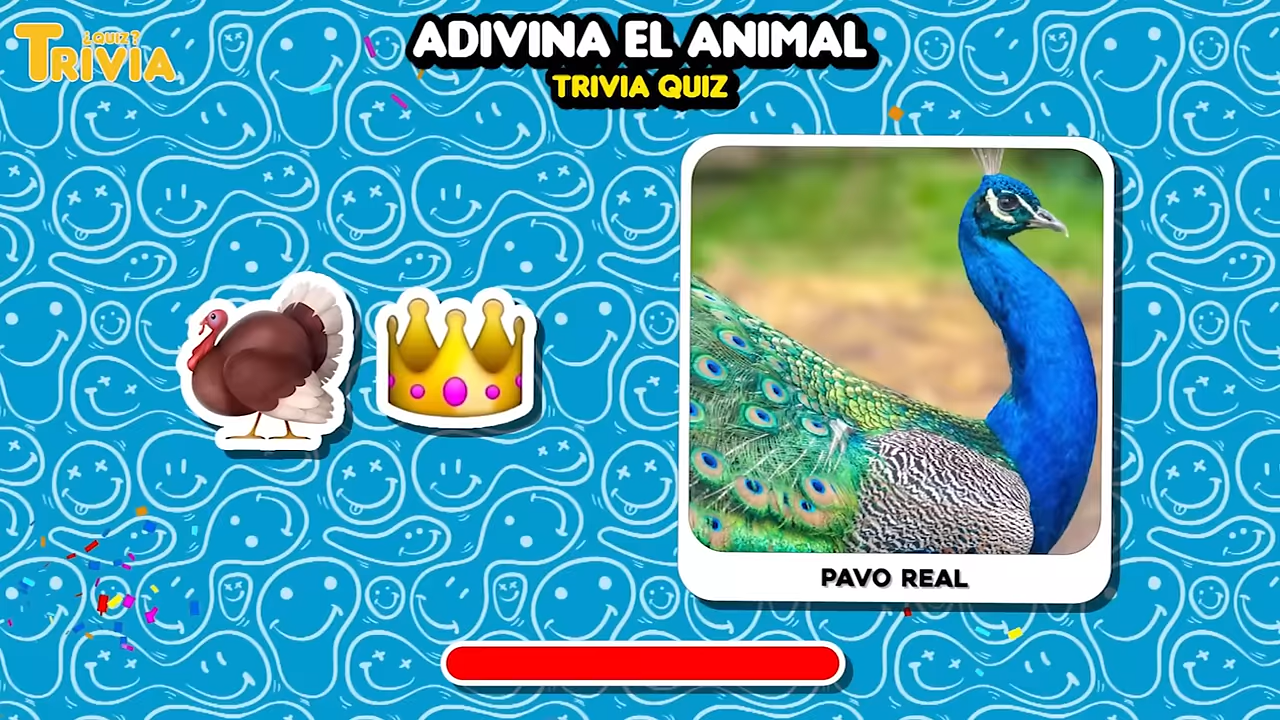 ¿QUIZ?
TRIVIA
ADIVINA EL ANIMAL
TRIVIA QUIZ
PAVO REAL